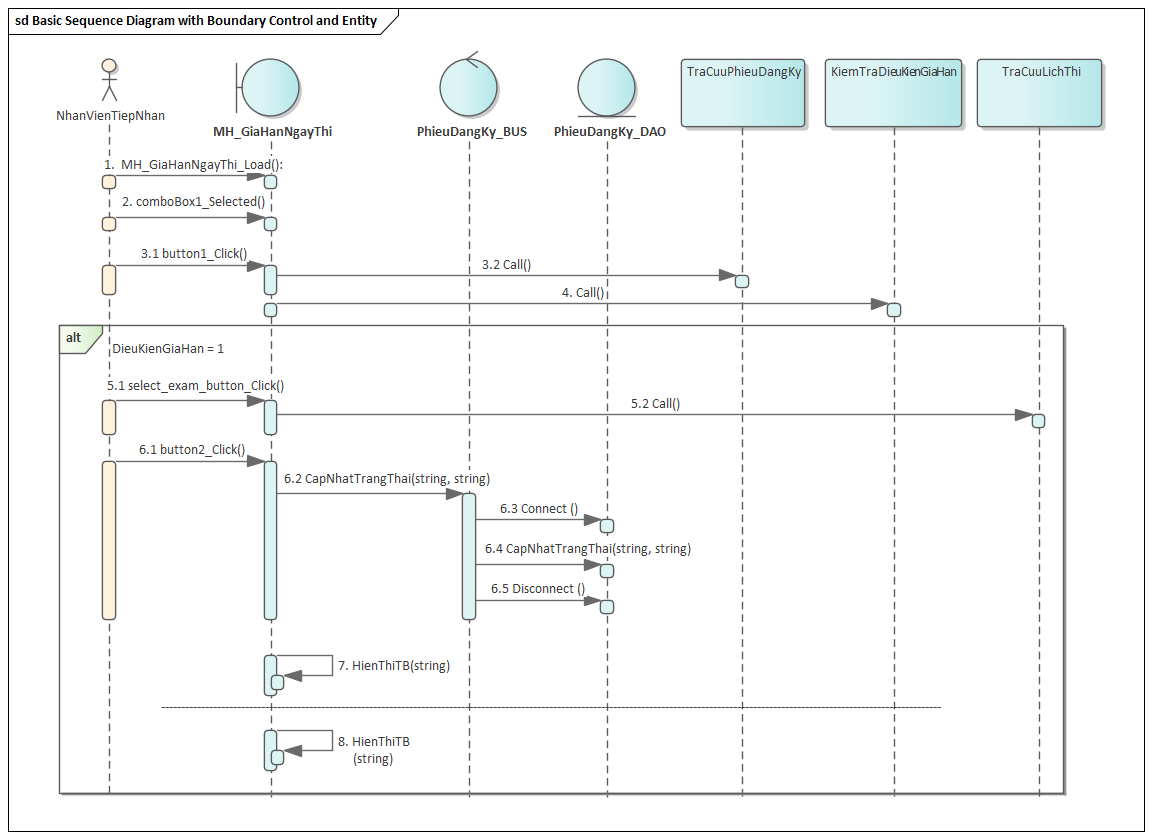 sd Basic Sequence Diagram with Boundary Control and Entity
NhanVienTiepNhan
MH_GiaHanNgayThi
PhieuDangKy_BUS
PhieuDangKy_DAO
TraCuuPhieuDangKy
KiemTraDieuKienGiaHan
TraCuuLichThi
1. MH_GiaHanNgayThi_Load():
2. comboBox1_Selected()
3.1 button1_Click()
3.2 Call()
4. Call()
alt
DieuKienGiaHan = 1
5.1 select_exam_button_Click()
5.2 Call()
6.1 button2_Click()
6.2 CapNhatTrangThai(string, string)
6.3 Connect ()
6.4 CapNhatTrangThai(string, string)
6.5 Disconnect ()
7. HienThiTB(string)
8. HienThiTB
(string)